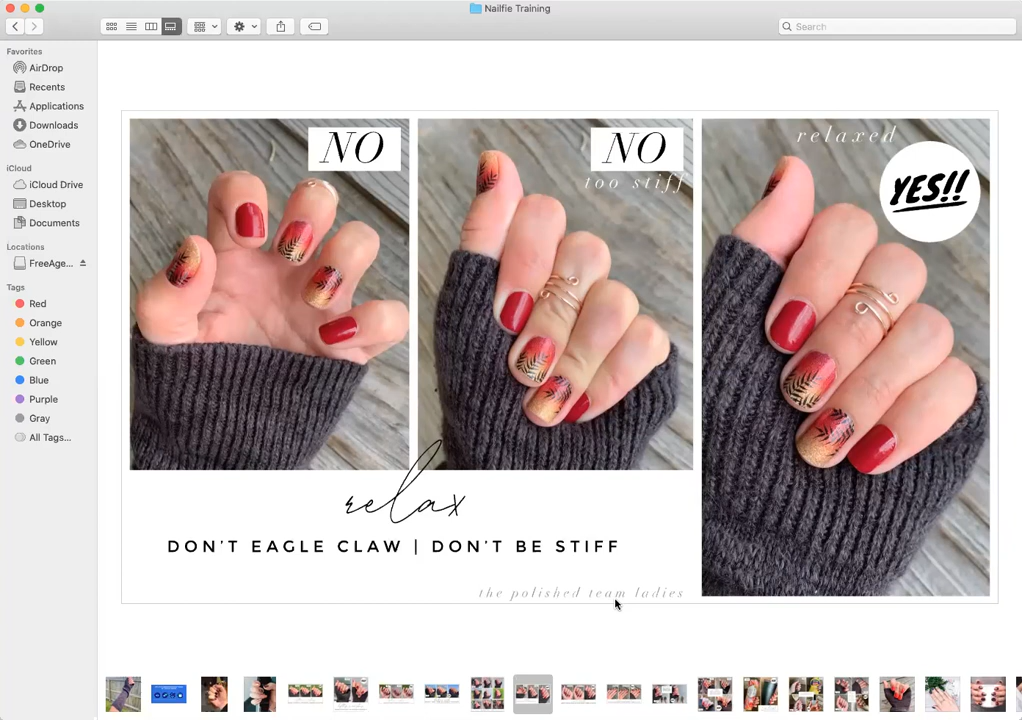 Nailfie Training
Search
Favorites
AirDrop
Recents
Applications
Downloads
OneDrive
iCloud
iCloud Drive
Desktop
Documents
Locations
FreeAge...
Tags
Red
Orange
Yellow
Green
Blue
Purple
Gray
All Tags...
NO
NO
too stiff
relaxed
YES!!
relax
DON'T EAGLE CLAW | DON'T BE STIFF
the polished team ladies